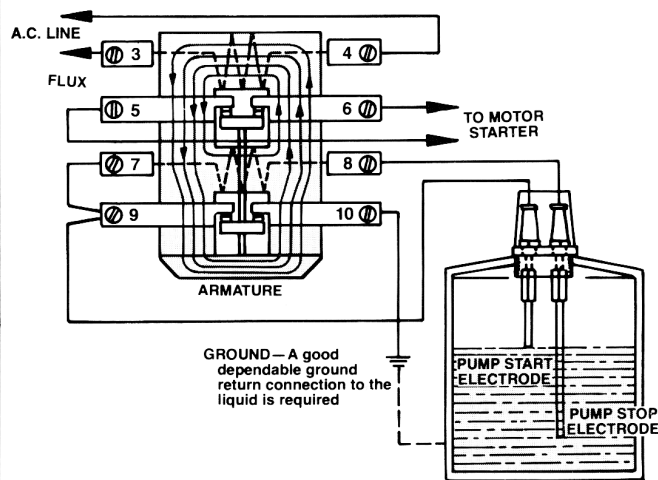 A.C. LINE
3
4
FLUX
5
6
TO MOTOR
STARTER
7
8
9
10
ARMATURE
GROUND—A good
dependable ground
return connection to the
liquid is required
PUMP START
ELECTRODE
PUMP STOP
ELECTRODE